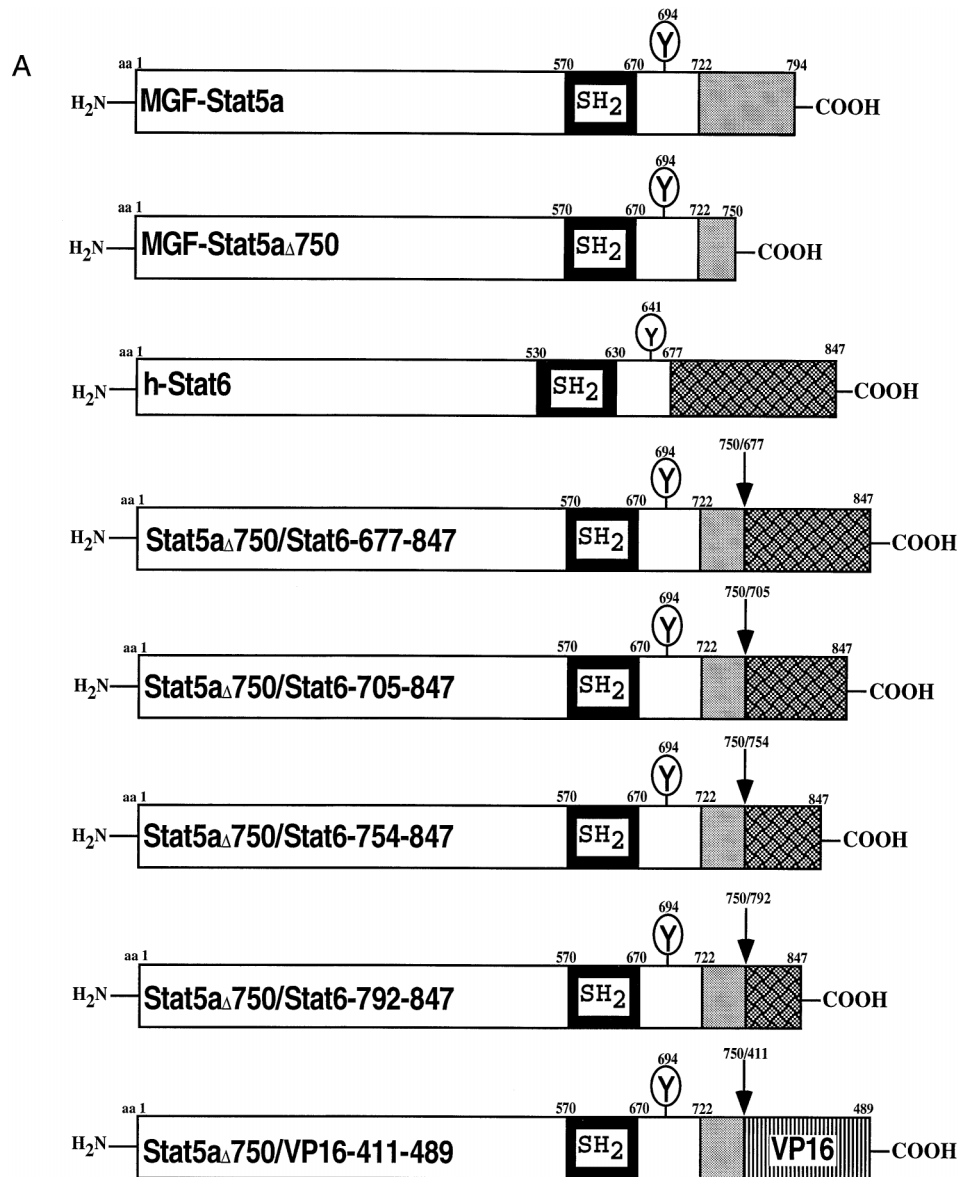 A
694
aa 1 570 670 722 794
H2N MGF-Stat5a SH2 Y COOH
694
aa 1 570 670 722 750
H2N MGF-Stat5aΔ750 SH2 Y COOH
641
aa 1 530 630 677 847
H2N h-Stat6 SH2 Y COOH
694 750/677
aa 1 570 670 722 847
H2N Stat5aΔ750/Stat6-677-847 SH2 Y COOH
694 750/705
aa 1 570 670 722 847
H2N Stat5aΔ750/Stat6-705-847 SH2 Y COOH
694 750/754
aa 1 570 670 722 847
H2N Stat5aΔ750/Stat6-754-847 SH2 Y COOH
694 750/792
aa 1 570 670 722 847
H2N Stat5aΔ750/Stat6-792-847 SH2 Y COOH
694 750/411
aa 1 570 670 722 489
H2N Stat5aΔ750/VP16-411-489 SH2 Y VP16 COOH